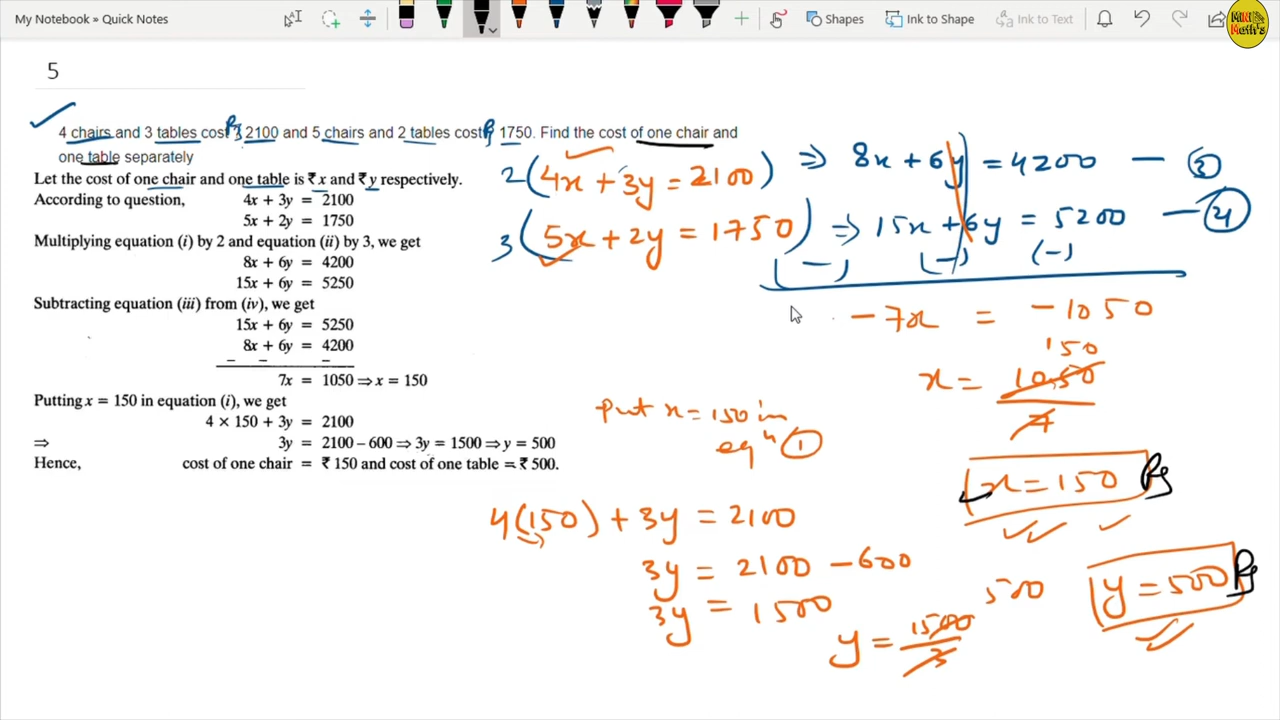 My Notebook » Quick Notes
Shapes
Ink to Shape
Ink to Text
MiNi Math's
5
4 chairs and 3 tables cost ₹ 2100 and 5 chairs and 2 tables cost ₹ 1750. Find the cost of one chair and
one table separately
Let the cost of one chair and one table is ₹ x and ₹ y respectively.
According to question, 4x + 3y = 2100
5x + 2y = 1750
Multiplying equation (i) by 2 and equation (ii) by 3, we get
8x + 6y = 4200
15x + 6y = 5250
Subtracting equation (iii) from (iv), we get
15x + 6y = 5250
8x + 6y = 4200
– – –
7x = 1050 ⇒ x = 150
Putting x = 150 in equation (i), we get
4 × 150 + 3y = 2100
⇒ 3y = 2100 – 600 ⇒ 3y = 1500 ⇒ y = 500
Hence, cost of one chair = ₹ 150 and cost of one table = ₹ 500.
2(4x + 3y = 2100) ⇒ 8x + 6y = 4200 — ③
3(5x + 2y = 1750) ⇒ 15x + 6y = 5200 — ④
(–) (–) (–)
– 7x = – 1050
150
x = 1050/7
x = 150 Rs
Put x = 150 in
eqⁿ ①
4(150) + 3y = 2100
3y = 2100 – 600
3y = 1500
500
y = 1500/3
y = 500 Rs